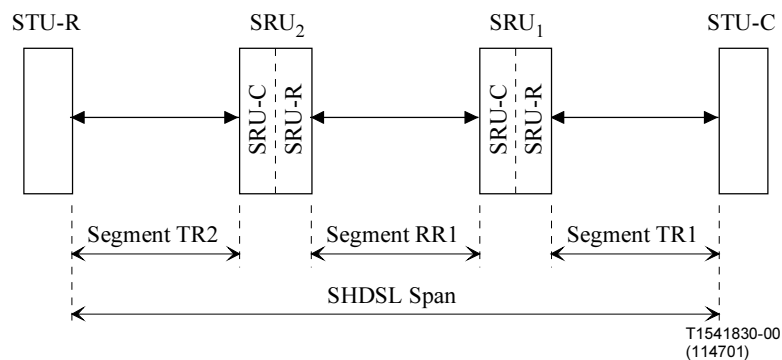 STU-R
SRU2
SRU1
STU-C
SRU-C
SRU-R
SRU-C
SRU-R
Segment TR2
Segment RR1
Segment TR1
SHDSL Span
T1541830-00
(114701)